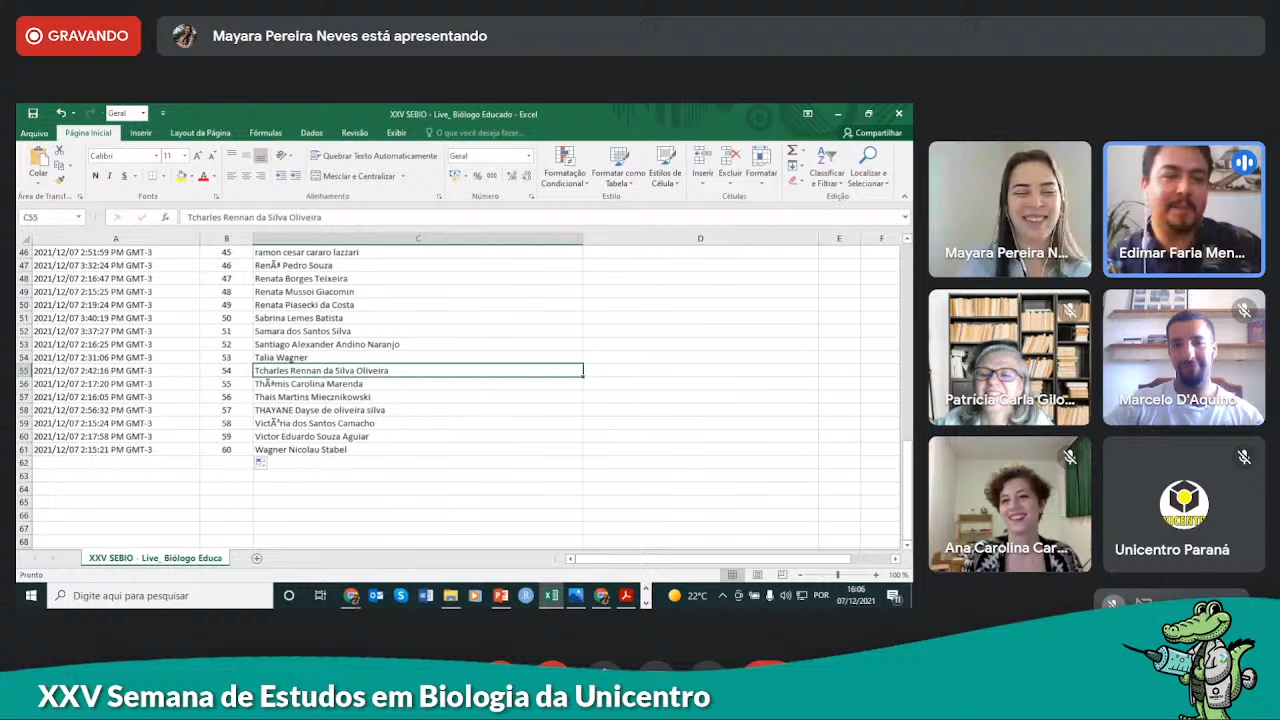 GRAVANDO
Mayara Pereira Neves está apresentando
Geral
XXV SEBIO - Live_ Biólogo Educado - Excel
Arquivo Página Inicial Inserir Layout da Página Fórmulas Dados Revisão Exibir O que você deseja fazer... Compartilhar
Colar
Calibri 11
N I S
Quebrar Texto Automaticamente
Mesclar e Centralizar
Geral
Formatação Condicional
Formatar como Tabela
Estilos de Célula
Inserir Excluir Formatar
Classificar e Filtrar
Localizar e Selecionar
Área de Transf... Fonte Alinhamento Número Estilo Células Edição
C55 fx Tcharles Rennan da Silva Oliveira
A B C D E F
46 2021/12/07 2:51:59 PM GMT-3 45 ramon cesar cararo lazzari
47 2021/12/07 3:32:24 PM GMT-3 46 RenÃª Pedro Souza
48 2021/12/07 2:16:47 PM GMT-3 47 Renata Borges Teixeira
49 2021/12/07 2:15:25 PM GMT-3 48 Renata Mussoi Giacomin
50 2021/12/07 2:19:24 PM GMT-3 49 Renata Piasecki da Costa
51 2021/12/07 3:40:19 PM GMT-3 50 Sabrina Lemes Batista
52 2021/12/07 3:37:27 PM GMT-3 51 Samara dos Santos Silva
53 2021/12/07 2:16:25 PM GMT-3 52 Santiago Alexander Andino Naranjo
54 2021/12/07 2:31:06 PM GMT-3 53 Talia Wagner
55 2021/12/07 2:42:16 PM GMT-3 54 Tcharles Rennan da Silva Oliveira
56 2021/12/07 2:17:20 PM GMT-3 55 ThÃªmis Carolina Marenda
57 2021/12/07 2:16:05 PM GMT-3 56 Thais Martins Miecznikowski
58 2021/12/07 2:56:32 PM GMT-3 57 THAYANE Dayse de oliveira silva
59 2021/12/07 2:15:24 PM GMT-3 58 VictÃ³ria dos Santos Camacho
60 2021/12/07 2:17:58 PM GMT-3 59 Victor Eduardo Souza Aguiar
61 2021/12/07 2:15:21 PM GMT-3 60 Wagner Nicolau Stabel
62
63
64
65
66
67
68
XXV SEBIO - Live_ Biólogo Educa
Pronto
100 %
Digite aqui para pesquisar
22°C
POR
16:06
07/12/2021
Mayara Pereira N...
Edimar Faria Men...
Patrícia Carla Gilo...
Marcelo D'Aquino
Ana Carolina Car...
UNICENTRO
Unicentro Paraná
XXV Semana de Estudos em Biologia da Unicentro